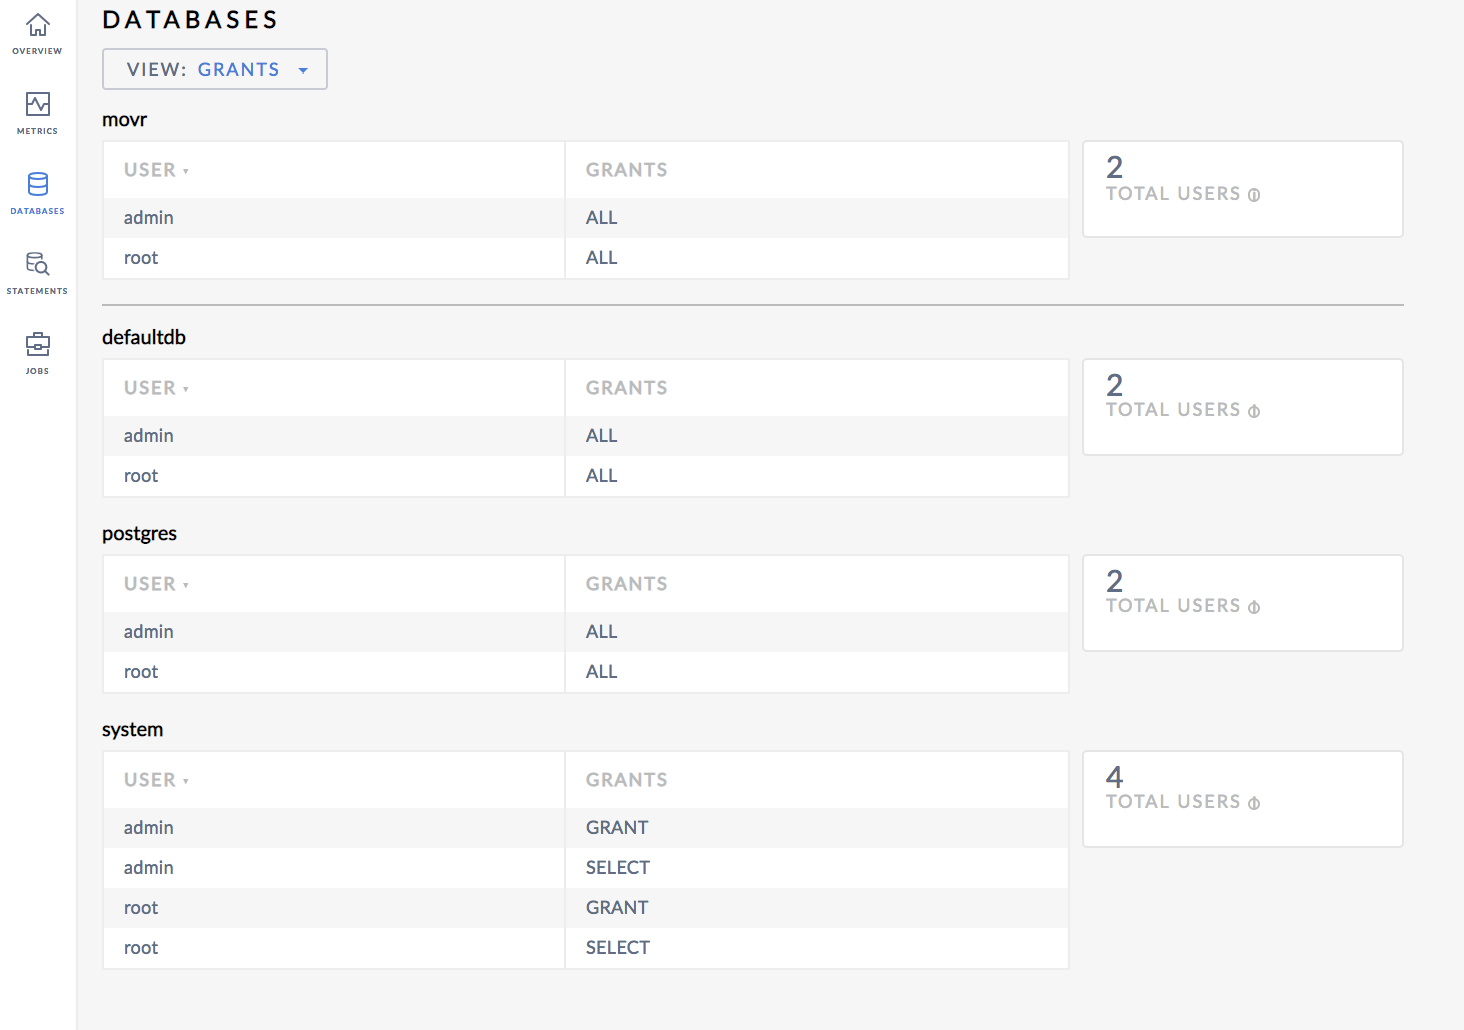 OVERVIEW
METRICS
DATABASES
STATEMENTS
JOBS
DATABASES
VIEW: GRANTS
movr
USER GRANTS
admin ALL
root ALL
2
TOTAL USERS
defaultdb
USER GRANTS
admin ALL
root ALL
2
TOTAL USERS
postgres
USER GRANTS
admin ALL
root ALL
2
TOTAL USERS
system
USER GRANTS
admin GRANT
admin SELECT
root GRANT
root SELECT
4
TOTAL USERS